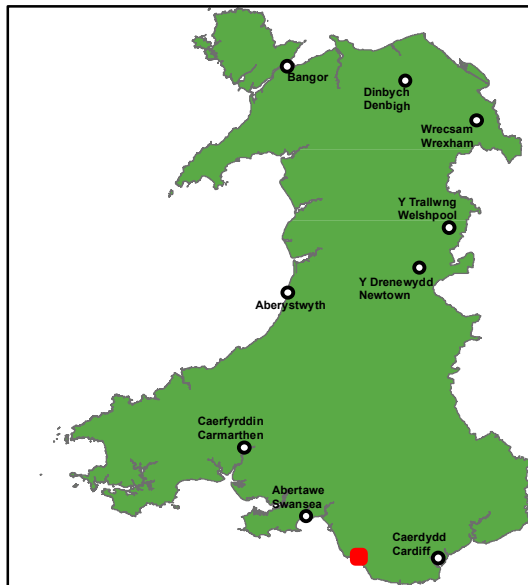 Bangor
Dinbych
Denbigh
Wrecsam
Wrexham
Y Trallwng
Welshpool
Y Drenewydd
Newtown
Aberystwyth
Caerfyrddin
Carmarthen
Abertawe
Swansea
Caerdydd
Cardiff